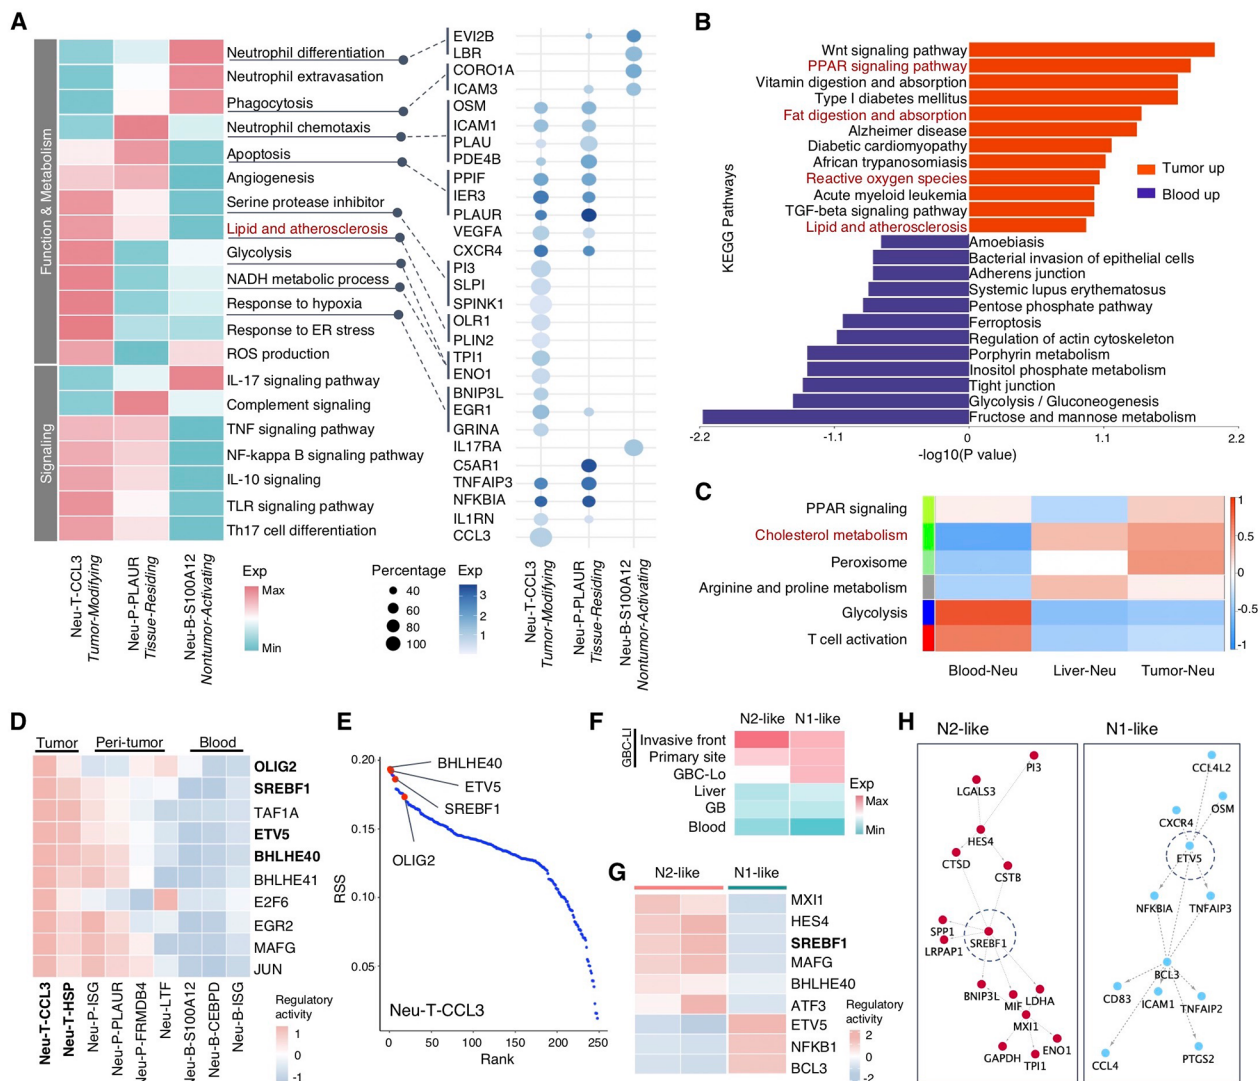 A
Function & Metabolism
Signaling
Neutrophil differentiation
Neutrophil extravasation
Phagocytosis
Neutrophil chemotaxis
Apoptosis
Angiogenesis
Serine protease inhibitor
Lipid and atherosclerosis
Glycolysis
NADH metabolic process
Response to hypoxia
Response to ER stress
ROS production
IL-17 signaling pathway
Complement signaling
TNF signaling pathway
NF-kappa B signaling pathway
IL-10 signaling
TLR signaling pathway
Th17 cell differentiation
Neu-T-CCL3
Tumor-Modifying
Neu-P-PLAUR
Tissue-Residing
Neu-B-S100A12
Nontumor-Activating
Exp
Max
Min
EVI2B
LBR
CORO1A
ICAM3
OSM
ICAM1
PLAU
PDE4B
PPIF
IER3
PLAUR
VEGFA
CXCR4
PI3
SLPI
SPINK1
OLR1
PLIN2
TPI1
ENO1
BNIP3L
EGR1
GRINA
IL17RA
C5AR1
TNFAIP3
NFKBIA
IL1RN
CCL3
Percentage
40
60
80
100
Exp
3
2
1
Neu-T-CCL3
Tumor-Modifying
Neu-P-PLAUR
Tissue-Residing
Neu-B-S100A12
Nontumor-Activating
B
KEGG Pathways
Wnt signaling pathway
PPAR signaling pathway
Vitamin digestion and absorption
Type I diabetes mellitus
Fat digestion and absorption
Alzheimer disease
Diabetic cardiomyopathy
African trypanosomiasis
Reactive oxygen species
Acute myeloid leukemia
TGF-beta signaling pathway
Lipid and atherosclerosis
Tumor up
Blood up
Amoebiasis
Bacterial invasion of epithelial cells
Adherens junction
Systemic lupus erythematosus
Pentose phosphate pathway
Ferroptosis
Regulation of actin cytoskeleton
Porphyrin metabolism
Inositol phosphate metabolism
Tight junction
Glycolysis / Gluconeogenesis
Fructose and mannose metabolism
-2.2 -1.1 0 1.1 2.2
-log10(P value)
C
PPAR signaling
Cholesterol metabolism
Peroxisome
Arginine and proline metabolism
Glycolysis
T cell activation
Blood-Neu Liver-Neu Tumor-Neu
1
0.5
0
-0.5
-1
D
Tumor Peri-tumor Blood
OLIG2
SREBF1
TAF1A
ETV5
BHLHE40
BHLHE41
E2F6
EGR2
MAFG
JUN
Neu-T-CCL3
Neu-T-HSP
Neu-P-ISG
Neu-P-PLAUR
Neu-P-FRMDB4
Neu-LTF
Neu-B-S100A12
Neu-B-CEBPD
Neu-B-ISG
Regulatory
activity
1
0
-1
E
RSS
0.20
0.15
0.10
0.05
BHLHE40
ETV5
SREBF1
OLIG2
Neu-T-CCL3
0 50 100 150 200 250
Rank
F
N2-like N1-like
GBC-LI
Invasive front
Primary site
GBC-Lo
Liver
GB
Blood
Exp
Max
Min
G
N2-like N1-like
MXI1
HES4
SREBF1
MAFG
BHLHE40
ATF3
ETV5
NFKB1
BCL3
Regulatory
activity
2
0
-2
H
N2-like
PI3
LGALS3
HES4
CTSD
CSTB
SPP1
SREBF1
LRPAP1
BNIP3L
MIF
LDHA
MXI1
ENO1
GAPDH
TPI1
N1-like
CCL4L2
OSM
CXCR4
ETV5
NFKBIA
TNFAIP3
BCL3
CD83
ICAM1
TNFAIP2
CCL4
PTGS2